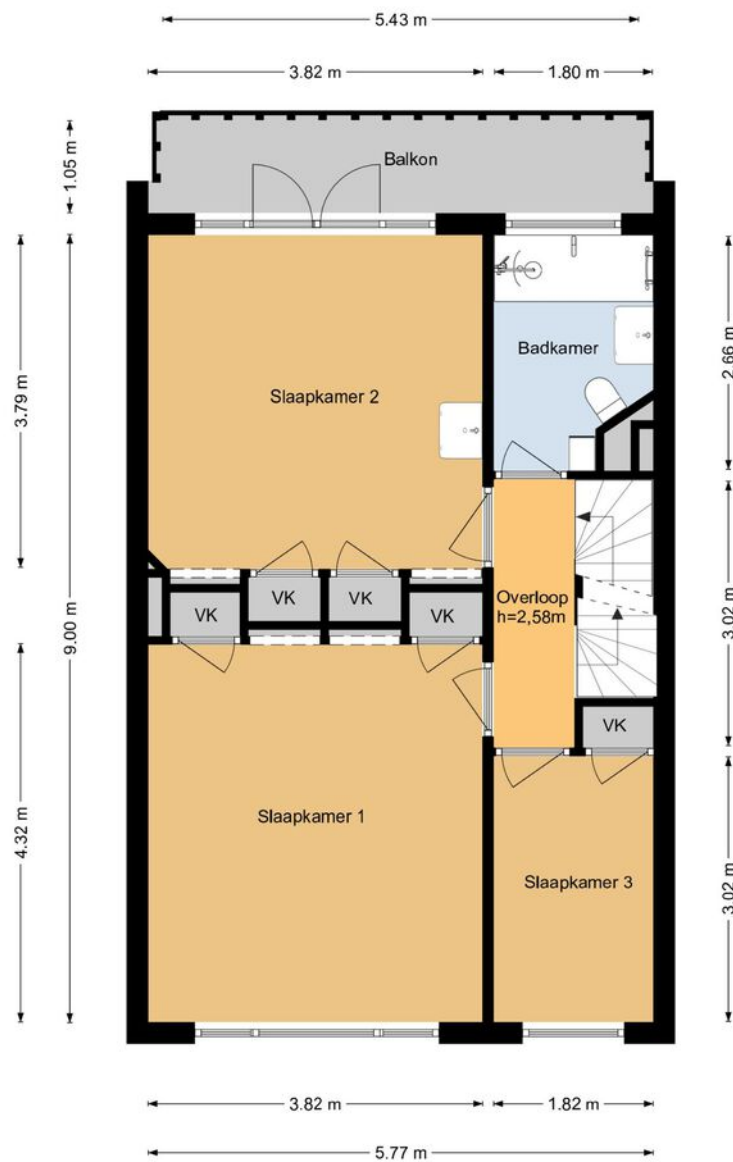 5.43 m
3.82 m
1.80 m
1.05 m
Balkon
3.79 m
9.00 m
2.66 m
Badkamer
Slaapkamer 2
VK
VK
VK
VK
Overloop
h=2,58m
3.02 m
VK
4.32 m
Slaapkamer 1
Slaapkamer 3
3.02 m
3.82 m
1.82 m
5.77 m